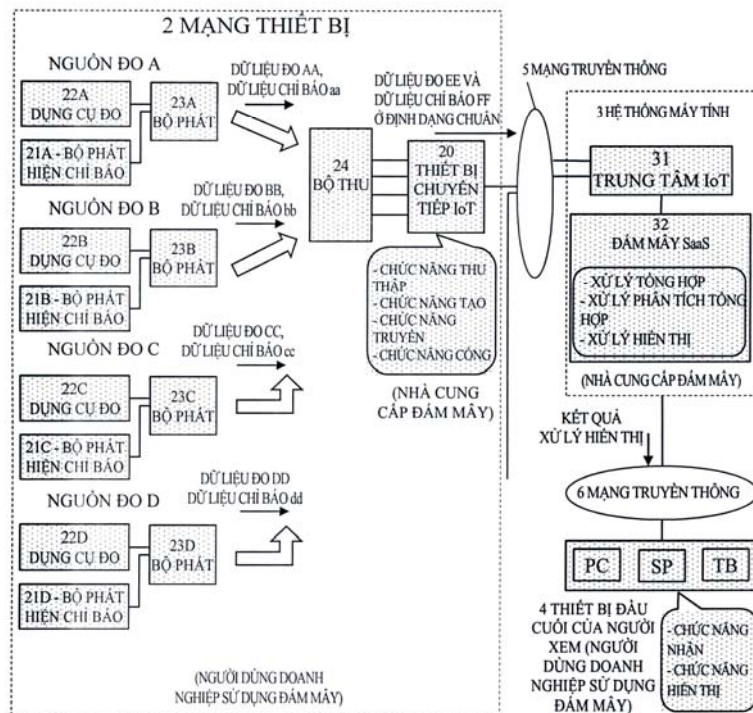 2 MẠNG THIẾT BỊ
NGUỒN ĐO A
22A
DỤNG CỤ ĐO
21A - BỘ PHÁT
HIỆN CHỈ BÁO
23A
BỘ PHÁT
DỮ LIỆU ĐO AA,
DỮ LIỆU CHỈ BÁO aa
NGUỒN ĐO B
22B
DỤNG CỤ ĐO
21B - BỘ PHÁT
HIỆN CHỈ BÁO
23B
BỘ PHÁT
DỮ LIỆU ĐO BB,
DỮ LIỆU CHỈ BÁO bb
NGUỒN ĐO C
22C
DỤNG CỤ ĐO
21C - BỘ PHÁT
HIỆN CHỈ BÁO
23C
BỘ PHÁT
DỮ LIỆU ĐO CC,
DỮ LIỆU CHỈ BÁO cc
NGUỒN ĐO D
22D
DỤNG CỤ ĐO
21D - BỘ PHÁT
HIỆN CHỈ BÁO
23D
BỘ PHÁT
DỮ LIỆU ĐO DD
DỮ LIỆU CHỈ BÁO dd
24
BỘ THU
DỮ LIỆU ĐO EE VÀ
DỮ LIỆU CHỈ BÁO FF
Ở ĐỊNH DẠNG CHUẨN
20
THIẾT BỊ
CHUYỂN
TIẾP IoT
- CHỨC NĂNG THU
THẬP
- CHỨC NĂNG TẠO
- CHỨC NĂNG
TRUYỀN
- CHỨC NĂNG CỔNG
(NHÀ CUNG
CẤP ĐÁM MÂY)
(NGƯỜI DÙNG DOANH
NGHIỆP SỬ DỤNG ĐÁM MÂY)
5 MẠNG TRUYỀN THÔNG
3 HỆ THỐNG MÁY TÍNH
31
TRUNG TÂM IoT
32
ĐÁM MÂY SaaS
- XỬ LÝ TỔNG HỢP
- XỬ LÝ PHÂN TÍCH TỔNG
HỢP
- XỬ LÝ HIỂN THỊ
(NHÀ CUNG CẤP ĐÁM MÂY)
KẾT QUẢ
XỬ LÝ HIỂN THỊ
6 MẠNG TRUYỀN THÔNG
PC SP TB
4 THIẾT BỊ ĐẦU
CUỐI CỦA NGƯỜI
XEM (NGƯỜI
DÙNG DOANH
NGHIỆP SỬ DỤNG
ĐÁM MÂY)
- CHỨC NĂNG
NHẬN
- CHỨC NĂNG
HIỂN THỊ